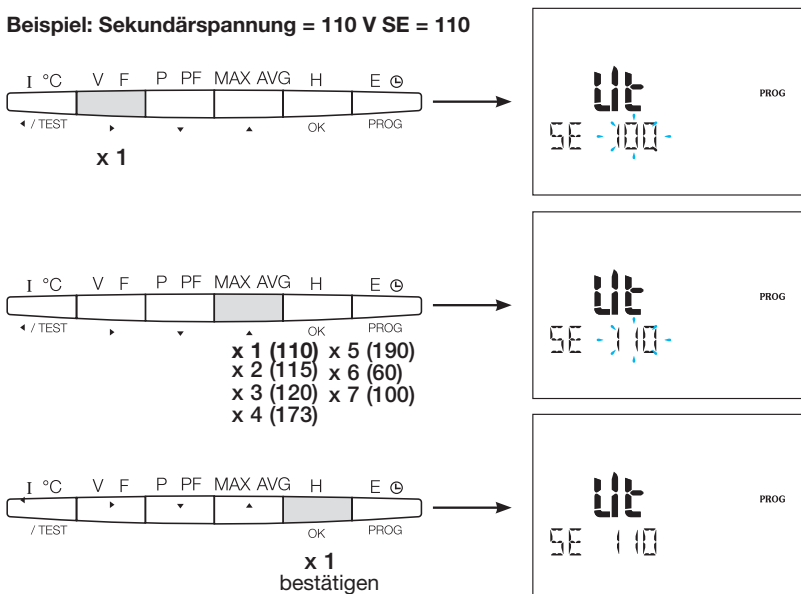 Beispiel: Sekundärspannung = 110 V SE = 110
I °C V F P PF MAX AVG H E
/ TEST OK PROG
x 1
Ut
PROG
SE 100
I °C V F P PF MAX AVG H E
/ TEST OK PROG
x 1 (110) x 5 (190)
x 2 (115) x 6 (60)
x 3 (120) x 7 (100)
x 4 (173)
Ut
PROG
SE 110
I °C V F P PF MAX AVG H E
/ TEST OK PROG
x 1
bestätigen
Ut
PROG
SE 110